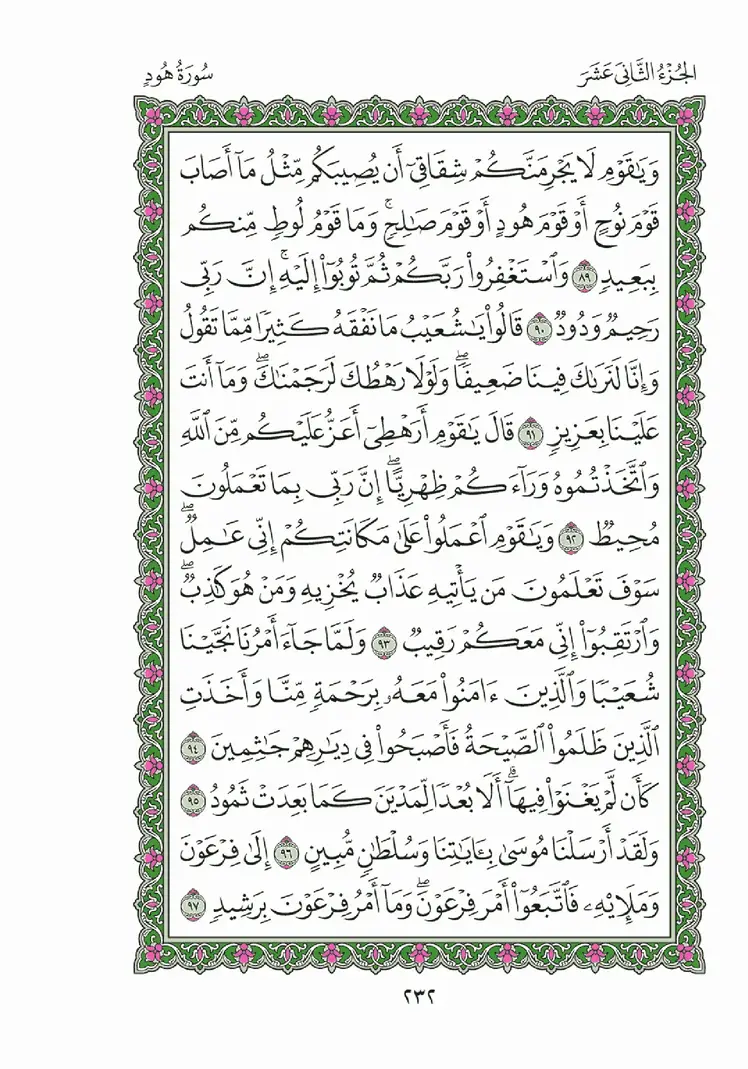 الجُزْءُ الثَّانِيَ عَشَرَ
سُورَةُ هُودٍ
وَيَٰقَوْمِ لَا يَجْرِمَنَّكُمْ شِقَاقِىٓ أَن يُصِيبَكُم مِّثْلُ مَآ أَصَابَ
قَوْمَ نُوحٍ أَوْ قَوْمَ هُودٍ أَوْ قَوْمَ صَٰلِحٍ ۚ وَمَا قَوْمُ لُوطٍ مِّنكُم
بِبَعِيدٍ ٨٩ وَٱسْتَغْفِرُوا۟ رَبَّكُمْ ثُمَّ تُوبُوٓا۟ إِلَيْهِ ۚ إِنَّ رَبِّى
رَحِيمٌ وَدُودٌ ٩٠ قَالُوا۟ يَٰشُعَيْبُ مَا نَفْقَهُ كَثِيرًا مِّمَّا تَقُولُ
وَإِنَّا لَنَرَىٰكَ فِينَا ضَعِيفًا ۖ وَلَوْلَا رَهْطُكَ لَرَجَمْنَٰكَ ۖ وَمَآ أَنتَ
عَلَيْنَا بِعَزِيزٍ ٩١ قَالَ يَٰقَوْمِ أَرَهْطِىٓ أَعَزُّ عَلَيْكُم مِّنَ ٱللَّهِ
وَٱتَّخَذْتُمُوهُ وَرَآءَكُمْ ظِهْرِيًّا ۖ إِنَّ رَبِّى بِمَا تَعْمَلُونَ
مُحِيطٌ ٩٢ وَيَٰقَوْمِ ٱعْمَلُوا۟ عَلَىٰ مَكَانَتِكُمْ إِنِّى عَٰمِلٌ ۖ
سَوْفَ تَعْلَمُونَ مَن يَأْتِيهِ عَذَابٌ يُخْزِيهِ وَمَنْ هُوَ كَٰذِبٌ ۖ
وَٱرْتَقِبُوٓا۟ إِنِّى مَعَكُمْ رَقِيبٌ ٩٣ وَلَمَّا جَآءَ أَمْرُنَا نَجَّيْنَا
شُعَيْبًا وَٱلَّذِينَ ءَامَنُوا۟ مَعَهُۥ بِرَحْمَةٍ مِّنَّا وَأَخَذَتِ
ٱلَّذِينَ ظَلَمُوا۟ ٱلصَّيْحَةُ فَأَصْبَحُوا۟ فِى دِيَٰرِهِمْ جَٰثِمِينَ ٩٤
كَأَن لَّمْ يَغْنَوْا۟ فِيهَآ ۗ أَلَا بُعْدًا لِّمَدْيَنَ كَمَا بَعِدَتْ ثَمُودُ ٩٥
وَلَقَدْ أَرْسَلْنَا مُوسَىٰ بِـَٔايَٰتِنَا وَسُلْطَٰنٍ مُّبِينٍ ٩٦ إِلَىٰ فِرْعَوْنَ
وَمَلَإِي۟هِۦ فَٱتَّبَعُوٓا۟ أَمْرَ فِرْعَوْنَ ۖ وَمَآ أَمْرُ فِرْعَوْنَ بِرَشِيدٍ ٩٧
٢٣٢